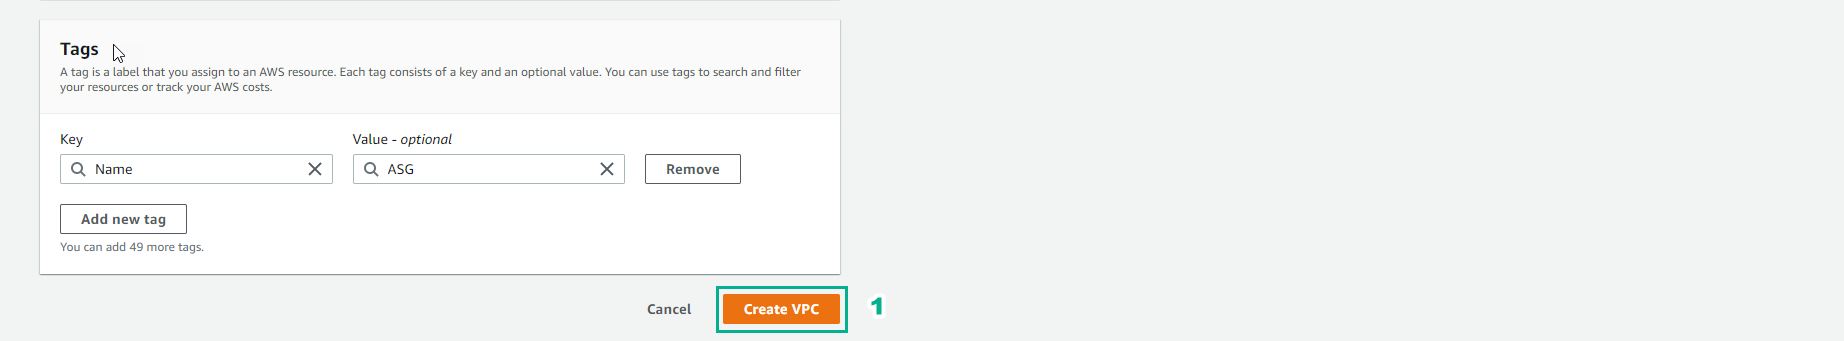 Tags
A tag is a label that you assign to an AWS resource. Each tag consists of a key and an optional value. You can use tags to search and filter
your resources or track your AWS costs.
Key
Value - optional
Name
ASG
Remove
Add new tag
You can add 49 more tags.
Cancel
Create VPC
1